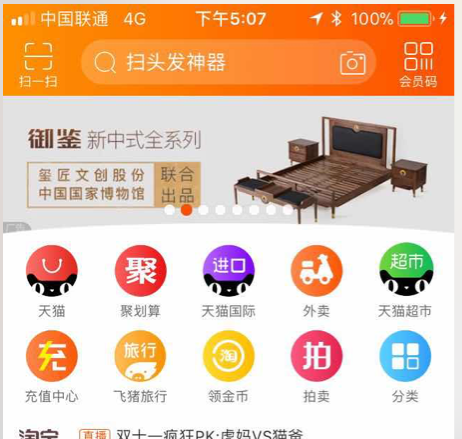 中国联通 4G 下午5:07 100%
扫一扫 扫头发神器 会员码
御鉴 新中式全系列
玺匠文创股份 联合
中国国家博物馆 出品
聚 进口 超市
天猫 聚划算 天猫国际 外卖 天猫超市
充 旅行 淘 拍
充值中心 飞猪旅行 领金币 拍卖 分类
淘宝 直播 双十一疯狂PK:虎妈VS猫爸